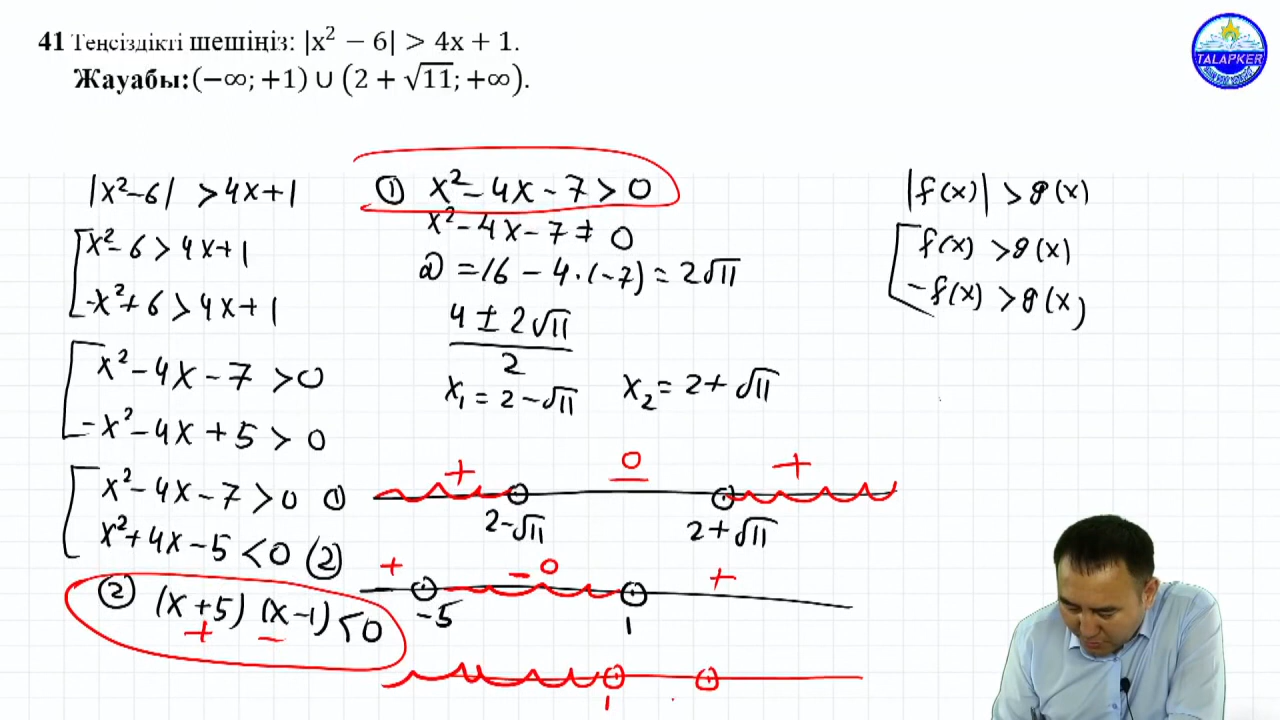 41 Теңсіздікті шешіңіз: |x² − 6| > 4x + 1.
Жауабы: (−∞; +1) ∪ (2 + √11; +∞).
TALAPKER
|x²−6| > 4x+1
x²−6 > 4x+1
−x²+6 > 4x+1
x²−4x−7 > 0
−x²−4x+5 > 0
x²−4x−7 > 0 ①
x²+4x−5 < 0 (2)
② (x+5) (x−1) < 0
+ −
① x²−4x−7 > 0
x²−4x−7 ≠ 0
D = 16 − 4·(−7) = 2√11
4 ± 2√11
2
x₁ = 2−√11 x₂ = 2+√11
+ 0 +
−
2−√11 2+√11
+ −0 +
−5 1
1
|f(x)| > g(x)
f(x) > g(x)
−f(x) > g(x)